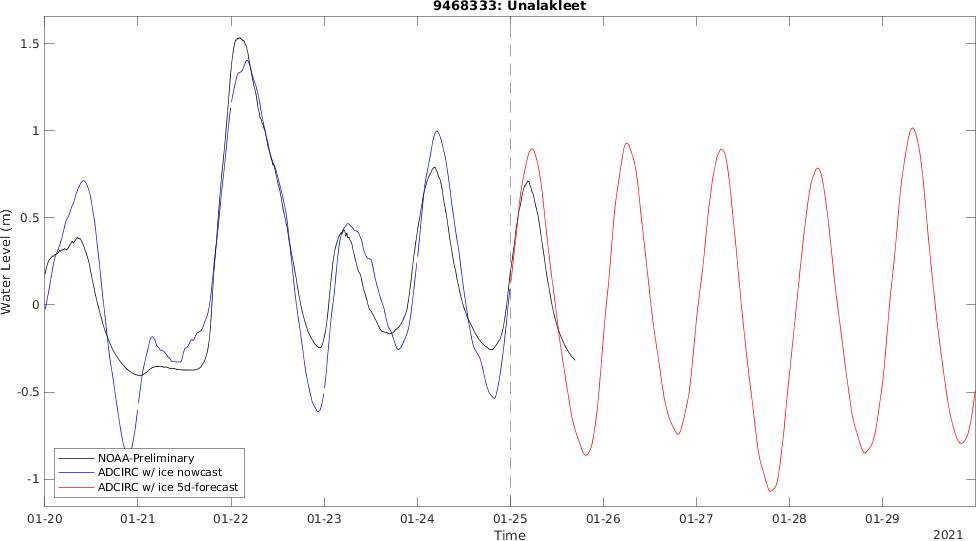 9468333: Unalakleet
Water Level (m)
1.5
1
0.5
0
-0.5
-1
NOAA-Preliminary
ADCIRC w/ ice nowcast
ADCIRC w/ ice 5d-forecast
01-20 01-21 01-22 01-23 01-24 01-25 01-26 01-27 01-28 01-29
Time
2021